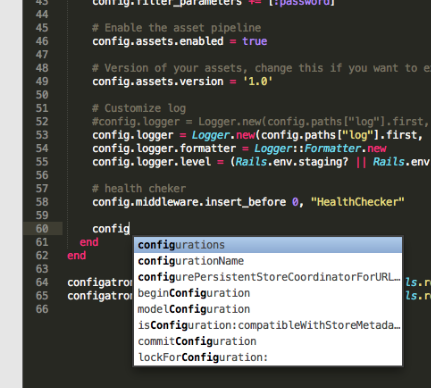 43 config.filter_parameters += [:password]
44
45 # Enable the asset pipeline
46 config.assets.enabled = true
47
48 # Version of your assets, change this if you want to
49 config.assets.version = '1.0'
50
51 # Customize log
52 #config.logger = Logger.new(config.paths["log"].first,
53 config.logger = Logger.new(config.paths["log"].first,
54 config.logger.formatter = Logger::Formatter.new
55 config.logger.level = (Rails.env.staging? || Rails.env
56
57 # health cheker
58 config.middleware.insert_before 0, "HealthChecker"
59
60 config
61 end
62 end
63
64 configatron
65 configatron
66
configurations
configurationName
configurePersistentStoreCoordinatorForURL…
beginConfiguration
modelConfiguration
isConfiguration:compatibleWithStoreMetada…
commitConfiguration
lockForConfiguration: